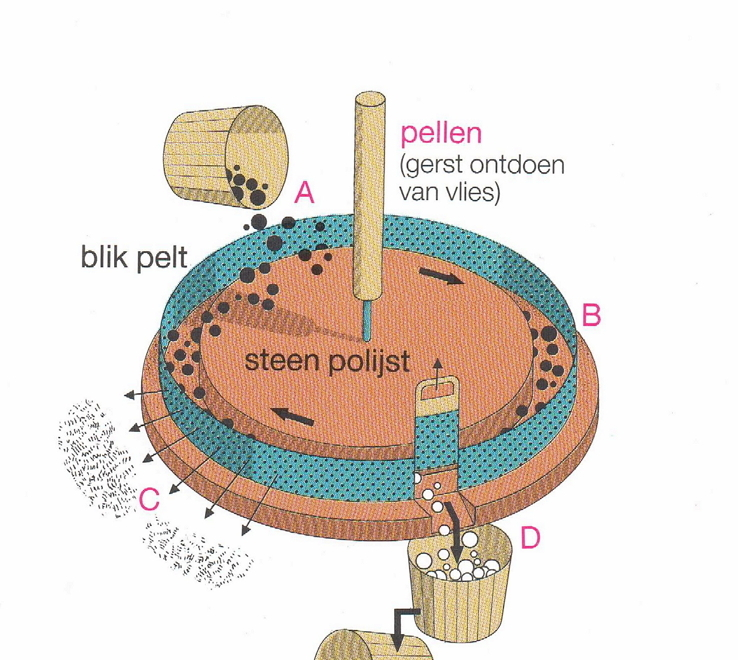 pellen
(gerst ontdoen
van vlies)
A
blik pelt
B
steen polijst
C
D